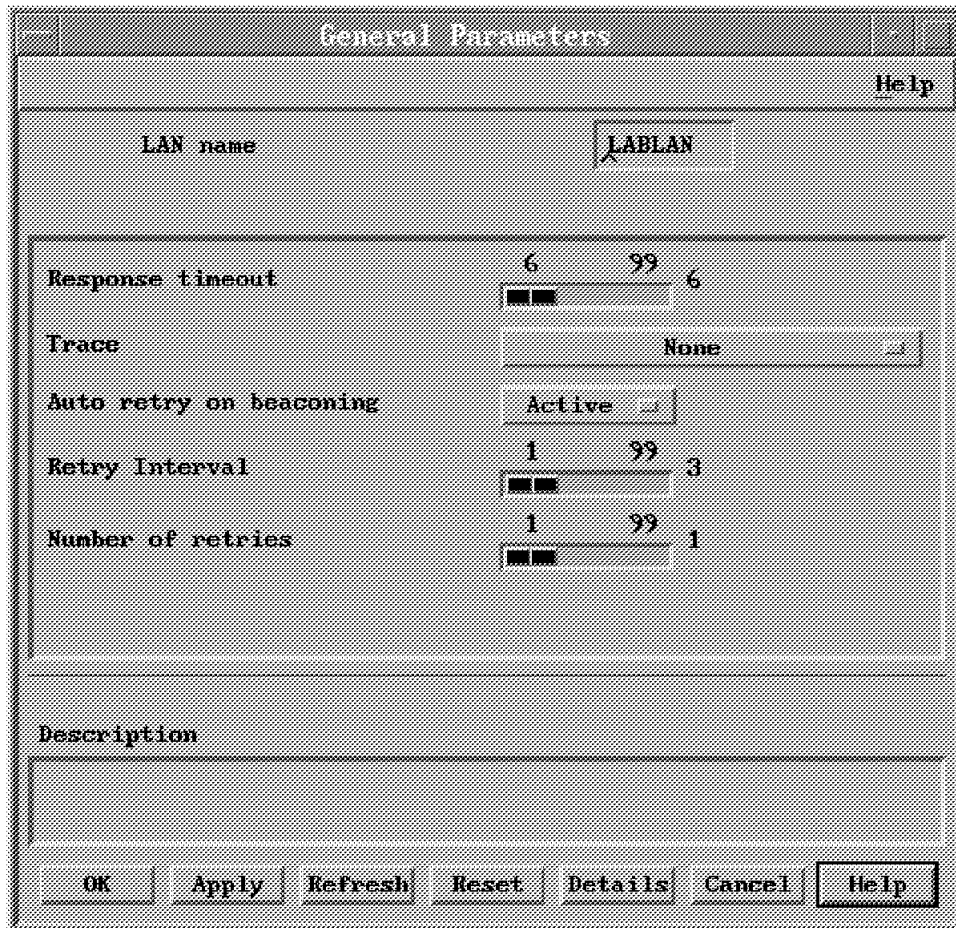 General Parameters
Help
LAN name LABLAN
Response timeout 6 99 6
Trace None
Auto retry on beaconing Active
Retry Interval 1 99 3
Number of retries 1 99 1
Description
OK Apply Refresh Reset Details Cancel Help